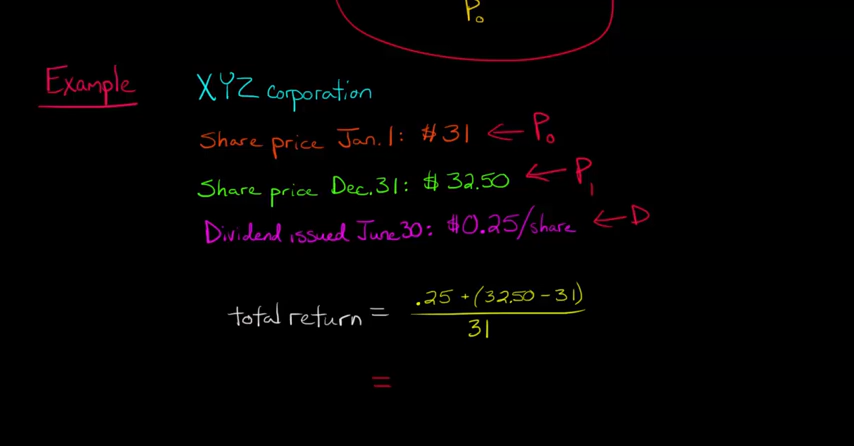 P₀
Example
XYZ corporation
Share price Jan. 1: $31 ← P₀
Share price Dec. 31: $32.50 ← P₁
Dividend issued June 30: $0.25/share ← D
total return = .25 + (32.50 - 31)
31
=